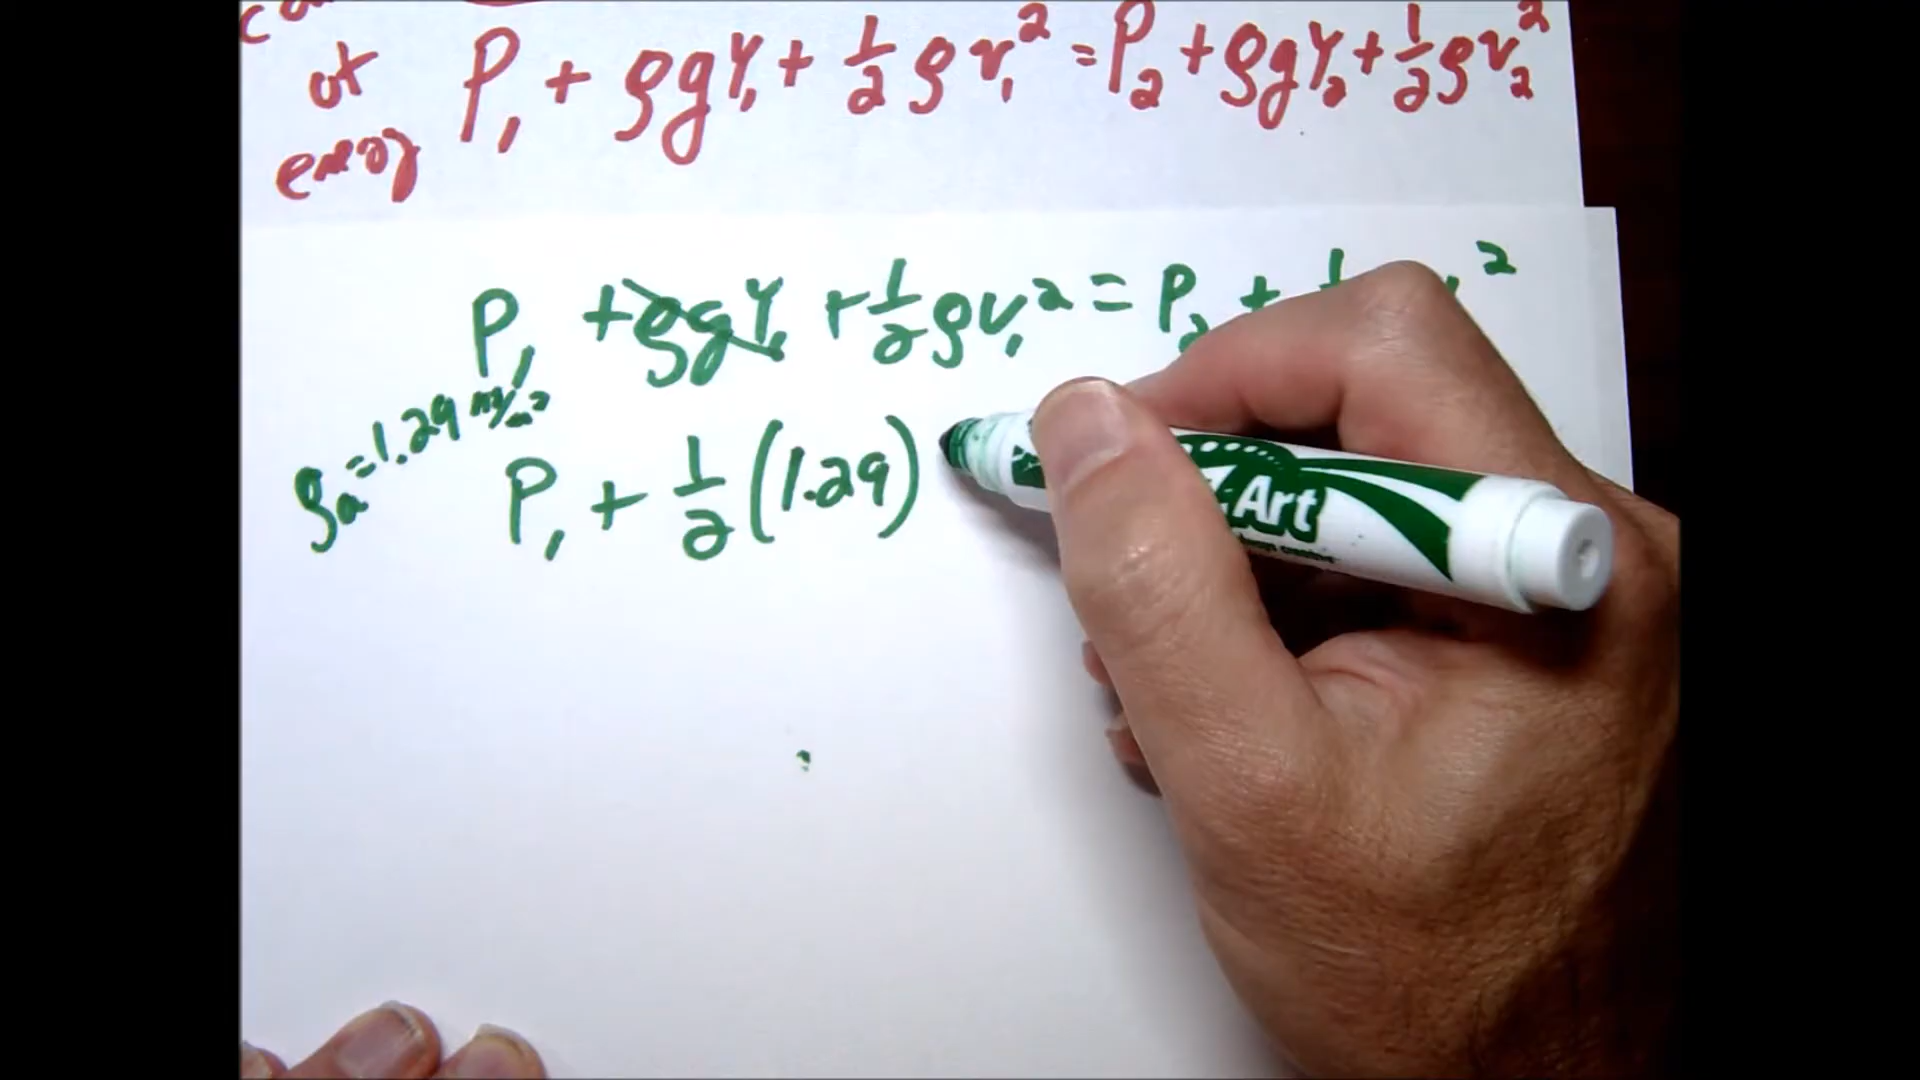 of P₁ + ρgy₁ + ½ρv₁² = P₂ + ρgy₂ + ½ρv₂²
P₁ + ρgy₁ + ½ρv₁² = P₂ +
ρₐ = 1.29
P₁ + ½(1.29)
Art